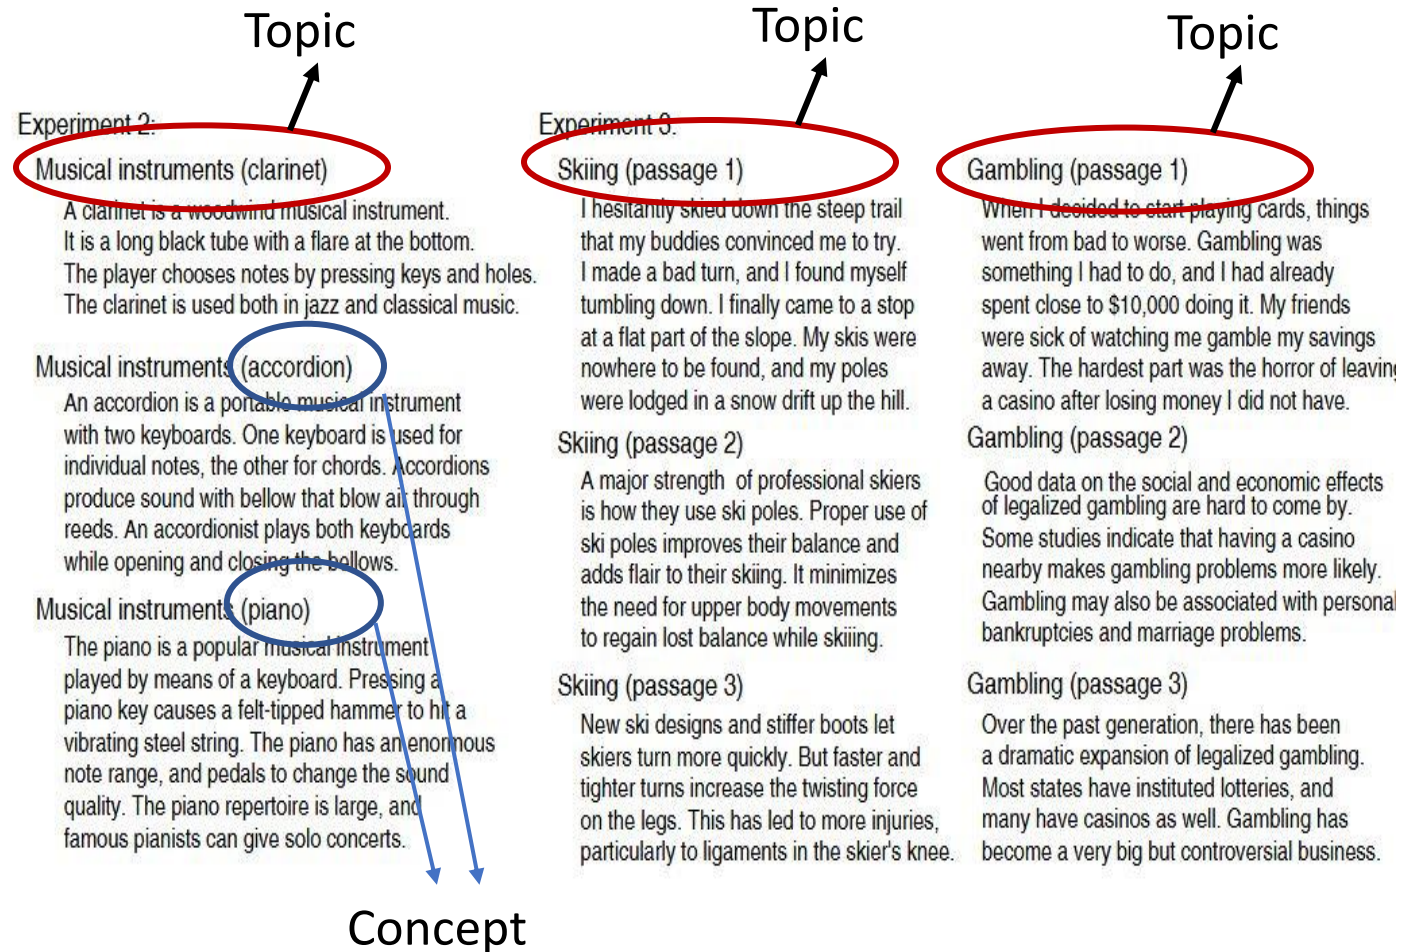 Topic
Topic
Topic
Experiment 2:
Musical instruments (clarinet)
A clarinet is a woodwind musical instrument.
It is a long black tube with a flare at the bottom.
The player chooses notes by pressing keys and holes.
The clarinet is used both in jazz and classical music.
Musical instruments (accordion)
An accordion is a portable musical instrument
with two keyboards. One keyboard is used for
individual notes, the other for chords. Accordions
produce sound with bellow that blow air through
reeds. An accordionist plays both keyboards
while opening and closing the bellows.
Musical instruments (piano)
The piano is a popular musical instrument
played by means of a keyboard. Pressing a
piano key causes a felt-tipped hammer to hit a
vibrating steel string. The piano has an enormous
note range, and pedals to change the sound
quality. The piano repertoire is large, and
famous pianists can give solo concerts.
Concept
Experiment 3:
Skiing (passage 1)
I hesitantly skied down the steep trail
that my buddies convinced me to try.
I made a bad turn, and I found myself
tumbling down. I finally came to a stop
at a flat part of the slope. My skis were
nowhere to be found, and my poles
were lodged in a snow drift up the hill.
Skiing (passage 2)
A major strength of professional skiers
is how they use ski poles. Proper use of
ski poles improves their balance and
adds flair to their skiing. It minimizes
the need for upper body movements
to regain lost balance while skiiing.
Skiing (passage 3)
New ski designs and stiffer boots let
skiers turn more quickly. But faster and
tighter turns increase the twisting force
on the legs. This has led to more injuries,
particularly to ligaments in the skier's knee.
Gambling (passage 1)
When I decided to start playing cards, things
went from bad to worse. Gambling was
something I had to do, and I had already
spent close to $10,000 doing it. My friends
were sick of watching me gamble my savings
away. The hardest part was the horror of leaving
a casino after losing money I did not have.
Gambling (passage 2)
Good data on the social and economic effects
of legalized gambling are hard to come by.
Some studies indicate that having a casino
nearby makes gambling problems more likely.
Gambling may also be associated with personal
bankruptcies and marriage problems.
Gambling (passage 3)
Over the past generation, there has been
a dramatic expansion of legalized gambling.
Most states have instituted lotteries, and
many have casinos as well. Gambling has
become a very big but controversial business.